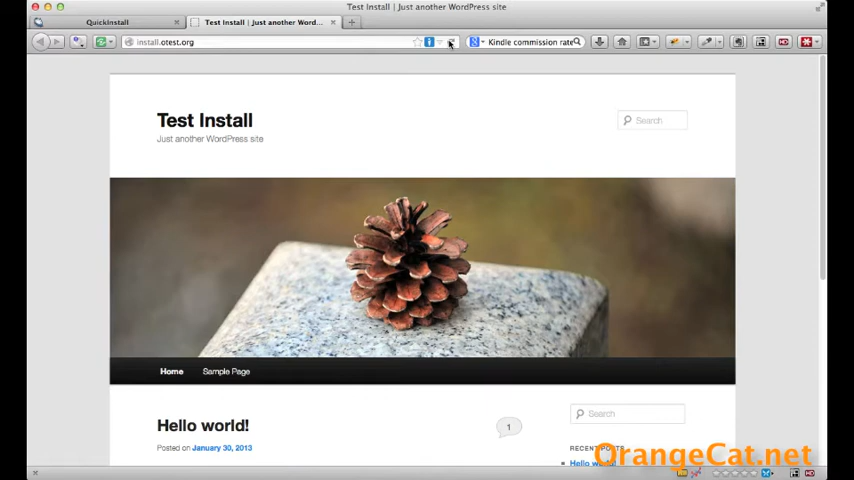 Test Install | Just another WordPress site
QuickInstall
Test Install | Just another Word...
install.otest.org
Kindle commission rate
Test Install
Just another WordPress site
Search
Home
Sample Page
Hello world!
1
Posted on January 30, 2013
Search
RECENT POSTS
Hello world!
OrangeCat.net